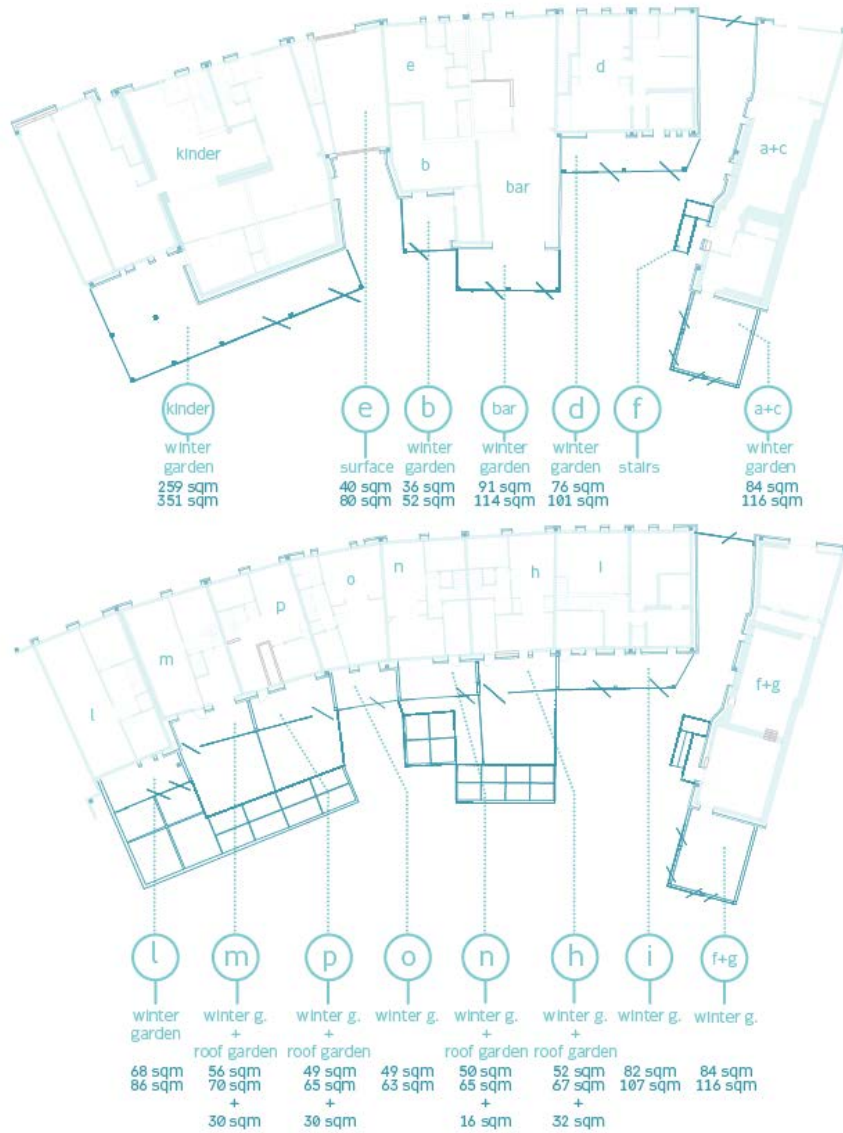 e
d
kinder
b
a+c
bar
kinder
e
b
bar
d
f
a+c
winter
garden
259 sqm
351 sqm
surface
40 sqm
80 sqm
winter
garden
36 sqm
52 sqm
winter
garden
91 sqm
114 sqm
winter
garden
76 sqm
101 sqm
stairs
winter
garden
84 sqm
116 sqm
n
o
h
l
p
m
l
f+g
l
m
p
o
n
h
i
f+g
winter
garden
68 sqm
86 sqm
winter g.
+
roof garden
56 sqm
70 sqm
+
30 sqm
winter g.
+
roof garden
49 sqm
65 sqm
+
30 sqm
winter g.
49 sqm
63 sqm
winter g.
+
roof garden
50 sqm
65 sqm
+
16 sqm
winter g.
+
roof garden
52 sqm
67 sqm
+
32 sqm
winter g.
82 sqm
107 sqm
winter g.
84 sqm
116 sqm